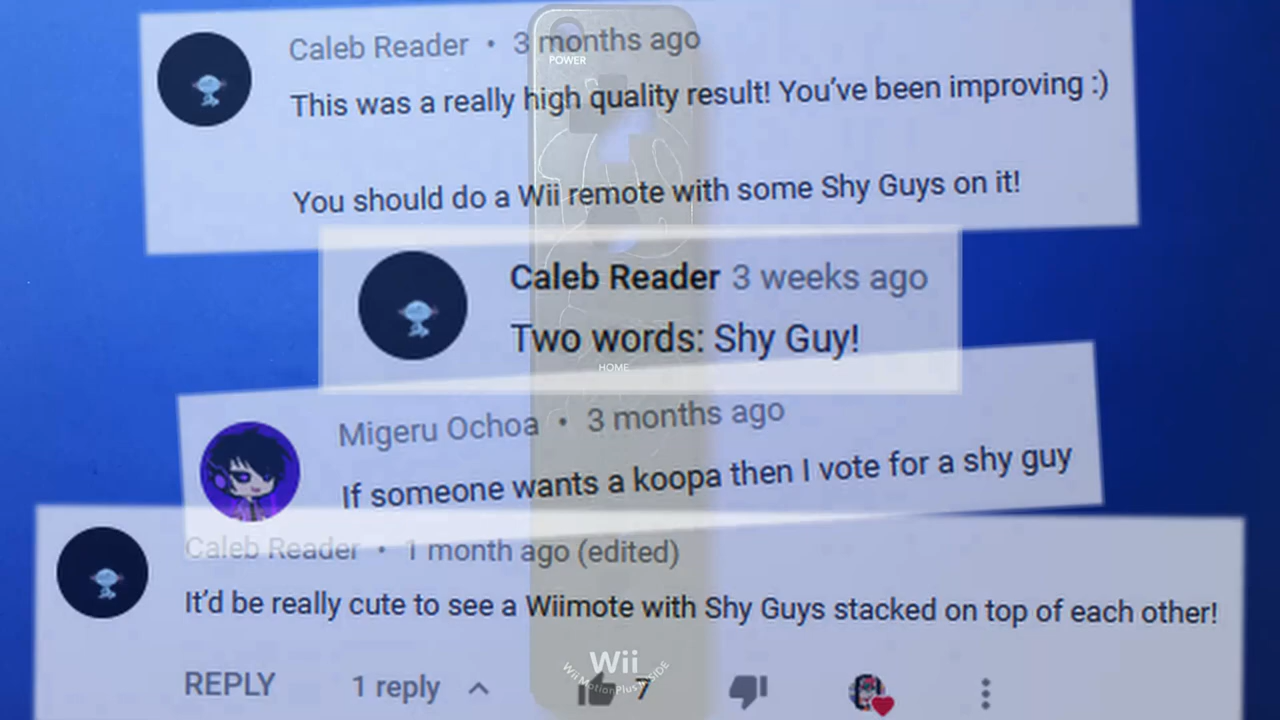 Caleb Reader • 3 months ago
POWER
This was a really high quality result! You’ve been improving :)
You should do a Wii remote with some Shy Guys on it!
Caleb Reader 3 weeks ago
Two words: Shy Guy!
HOME
Migeru Ochoa • 3 months ago
If someone wants a koopa then I vote for a shy guy
Caleb Reader • 1 month ago (edited)
It’d be really cute to see a Wiimote with Shy Guys stacked on top of each other!
Wii
Wii MotionPlus INSIDE
REPLY 1 reply 7